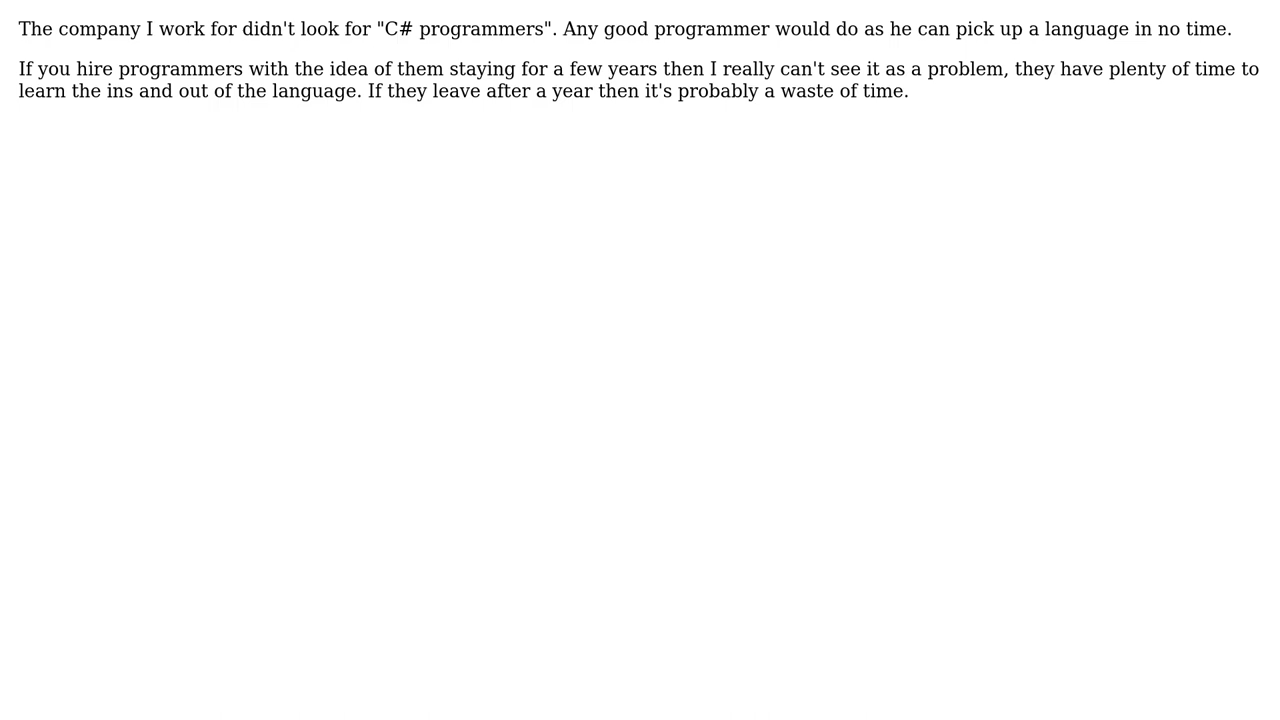 The company I work for didn't look for "C# programmers". Any good programmer would do as he can pick up a language in no time.
If you hire programmers with the idea of them staying for a few years then I really can't see it as a problem, they have plenty of time to
learn the ins and out of the language. If they leave after a year then it's probably a waste of time.